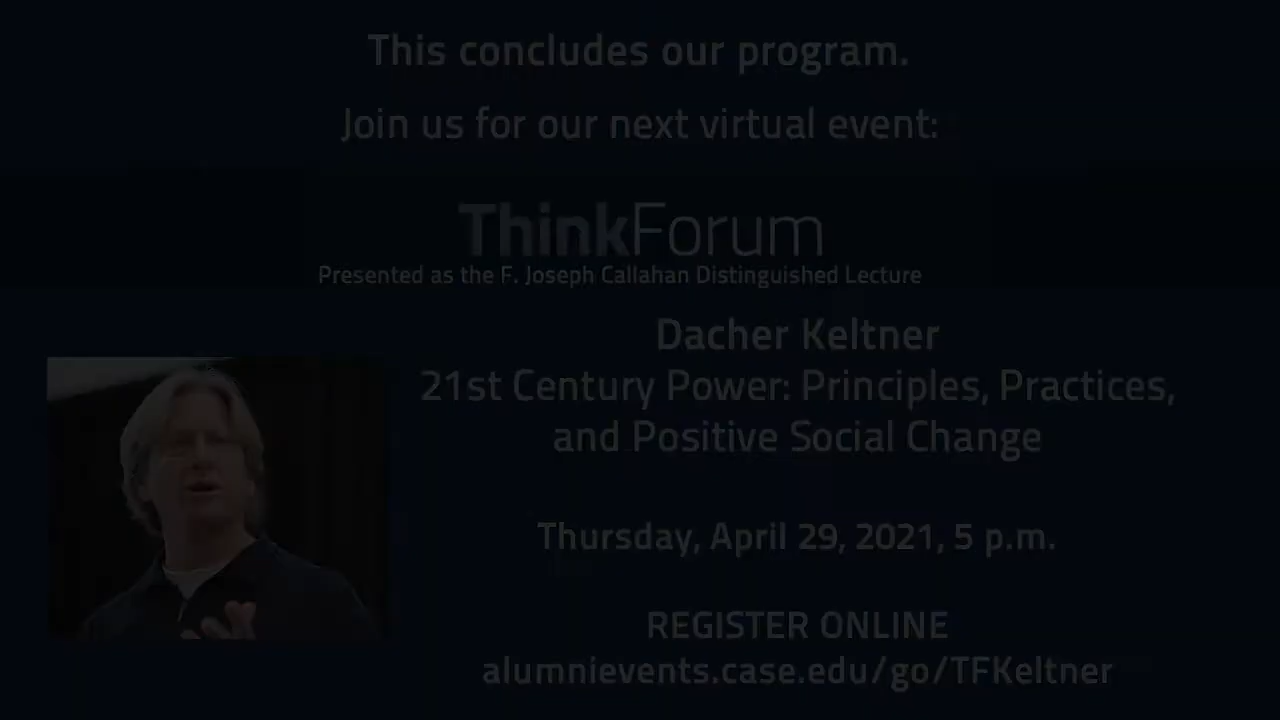 This concludes our program.
Join us for our next virtual event:
ThinkForum
Presented as the F. Joseph Callahan Distinguished Lecture
Dacher Keltner
21st Century Power: Principles, Practices,
and Positive Social Change
Thursday, April 29, 2021, 5 p.m.
REGISTER ONLINE
alumnievents.case.edu/go/TFKeltner